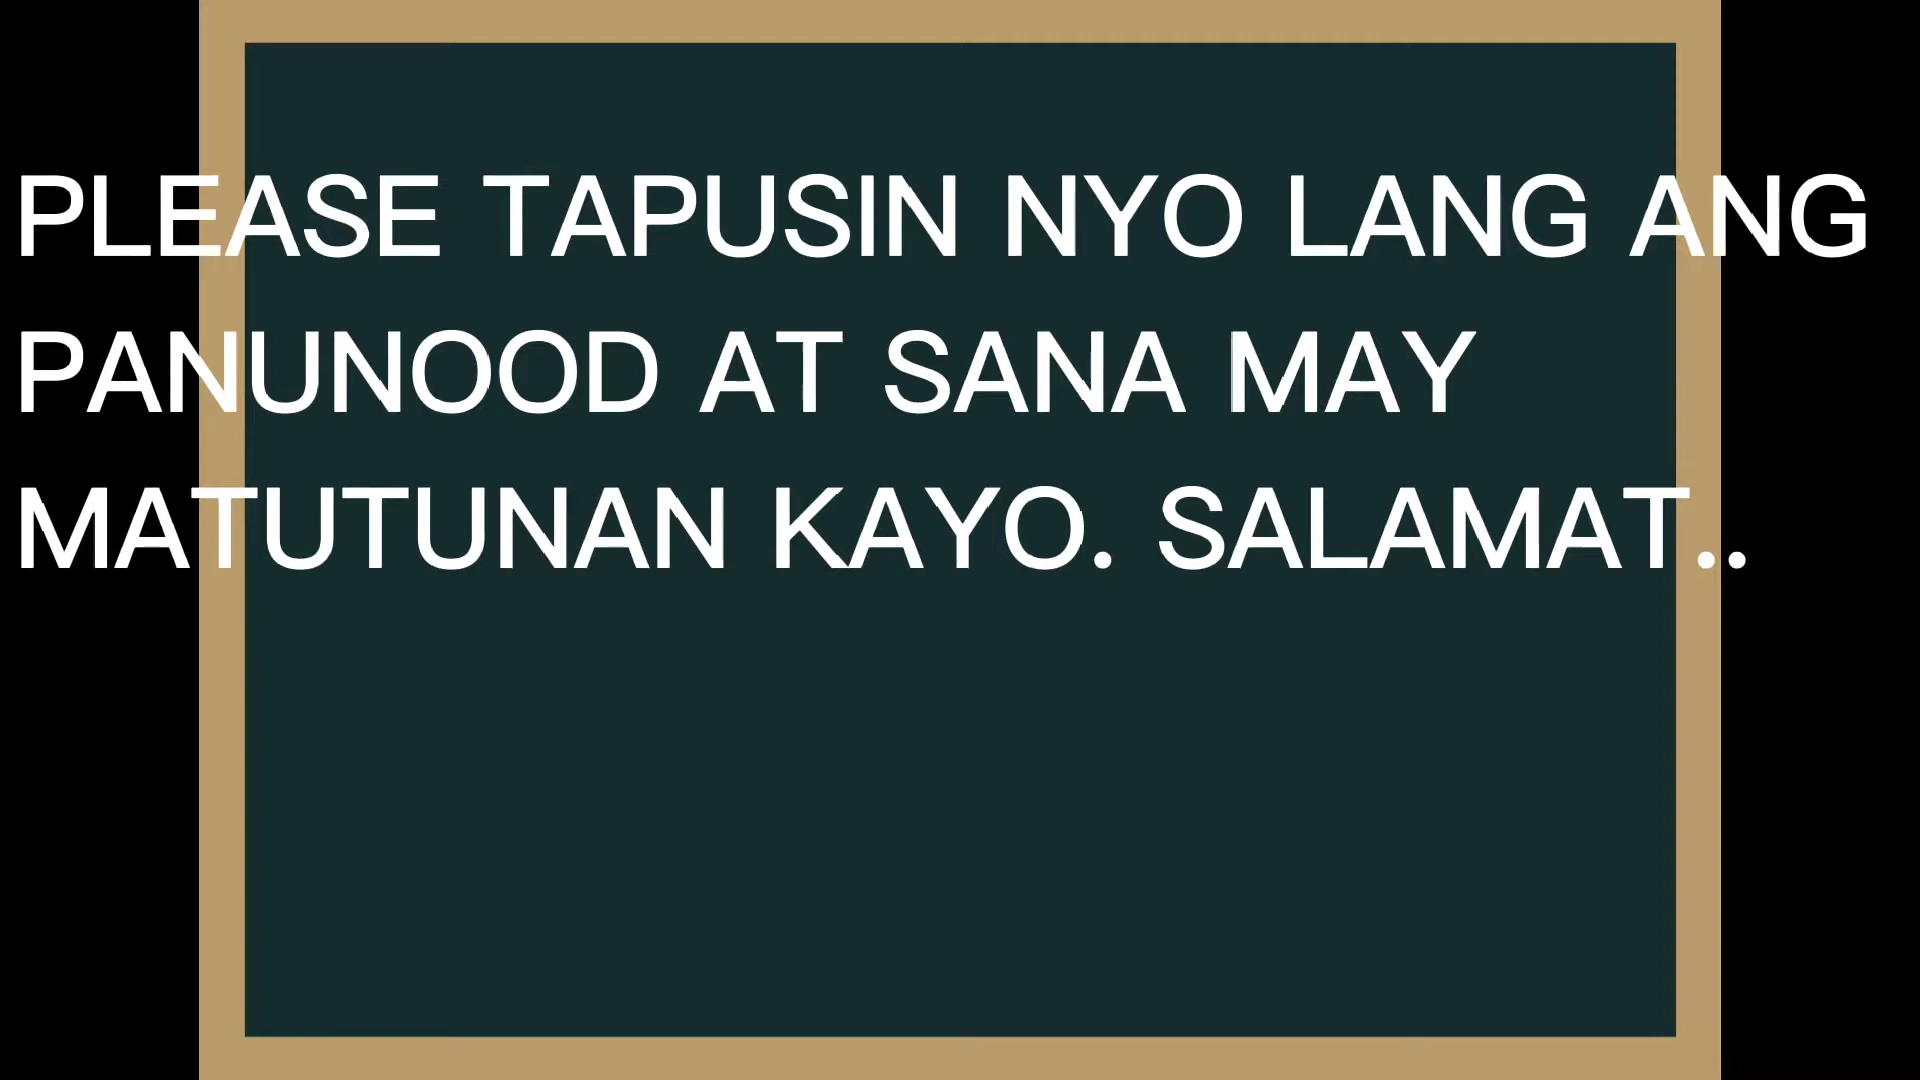 PLEASE TAPUSIN NYO LANG ANG
PANUNOOD AT SANA MAY
MATUTUNAN KAYO. SALAMAT..